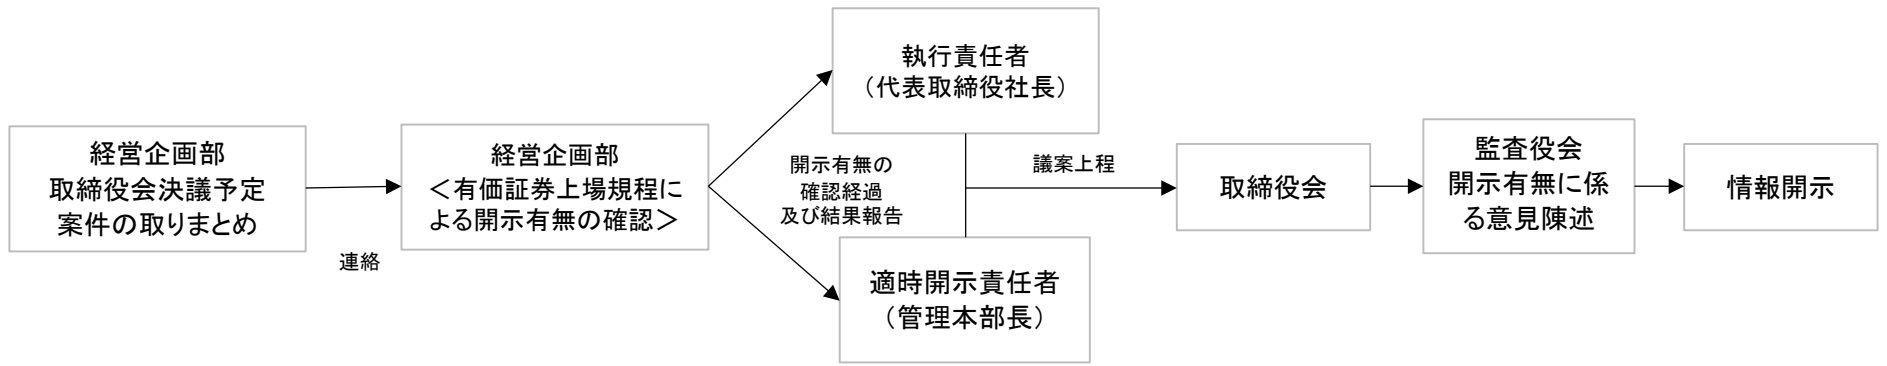 経営企画部
取締役会決議予定
案件の取りまとめ
連絡
経営企画部
＜有価証券上場規程に
よる開示有無の確認＞
執行責任者
（代表取締役社長）
開示有無の
確認経過
及び結果報告
適時開示責任者
（管理本部長）
議案上程
取締役会
監査役会
開示有無に係
る意見陳述
情報開示